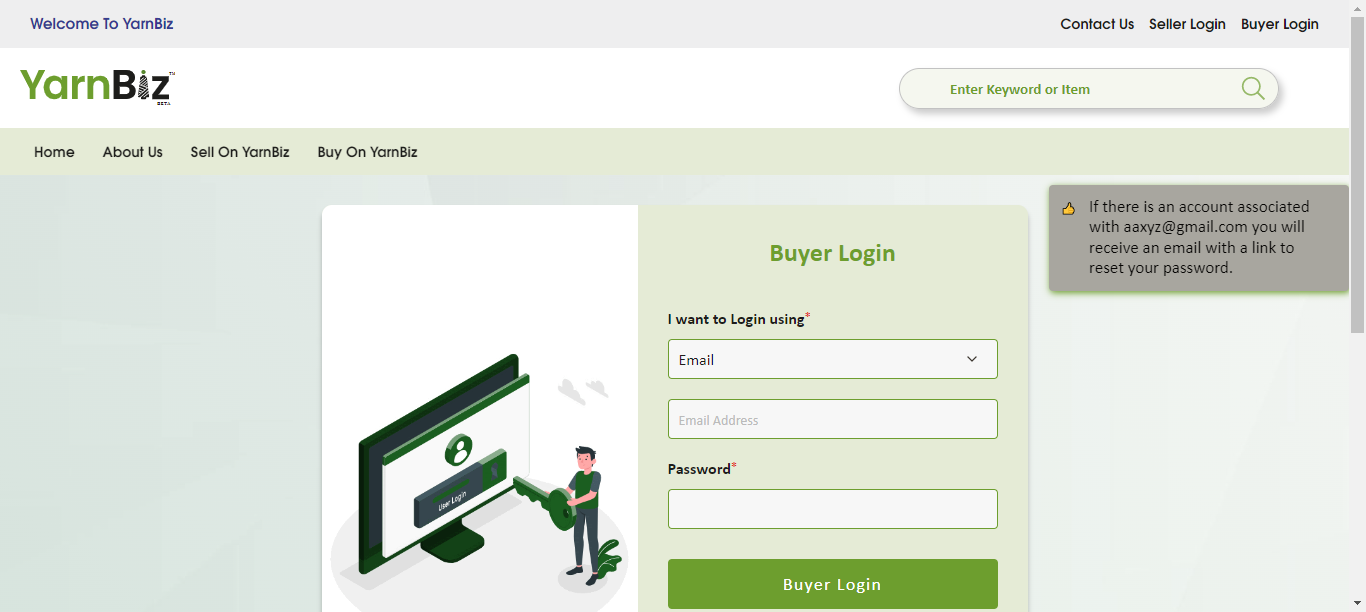 Welcome To YarnBiz
Contact Us Seller Login Buyer Login
YarnBiz™
BETA
Enter Keyword or Item
Home About Us Sell On YarnBiz Buy On YarnBiz
If there is an account associated
with aaxyz@gmail.com you will
receive an email with a link to
reset your password.
Buyer Login
I want to Login using*
Email
Email Address
Password*
User Login
Buyer Login